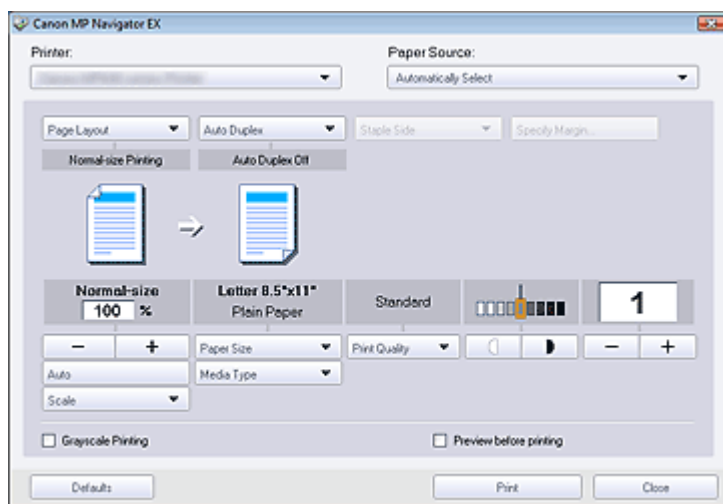 Canon MP Navigator EX
Printer:
Paper Source:
Automatically Select
Page Layout
Auto Duplex
Staple Side...
Specify Margin...
Normal-size Printing
Auto Duplex Off
Normal-size
100 %
Letter 8.5"x11"
Plain Paper
Standard
1
Paper Size
Print Quality
Auto
Media Type
Scale
Grayscale Printing
Preview before printing
Defaults
Print
Close